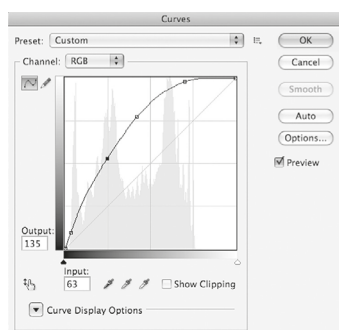 Curves
Preset: Custom
OK
Channel: RGB
Cancel
Smooth
Auto
Options...
Preview
Output:
135
Input:
63
Show Clipping
Curve Display Options